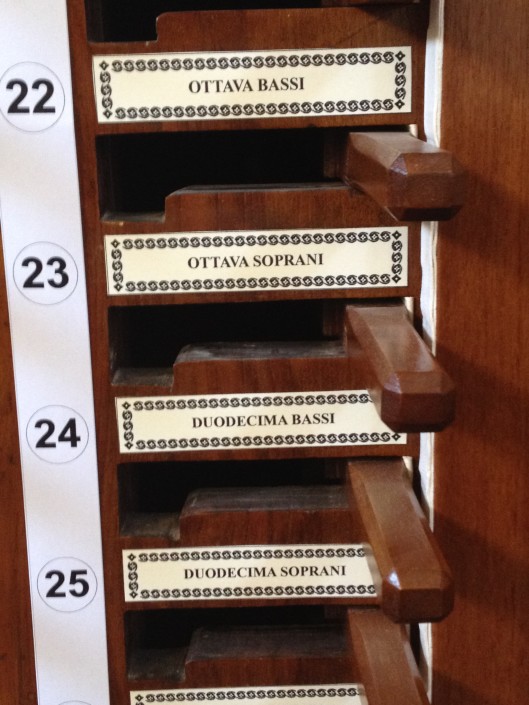 22 OTTAVA BASSI
23 OTTAVA SOPRANI
24 DUODECIMA BASSI
25 DUODECIMA SOPRANI